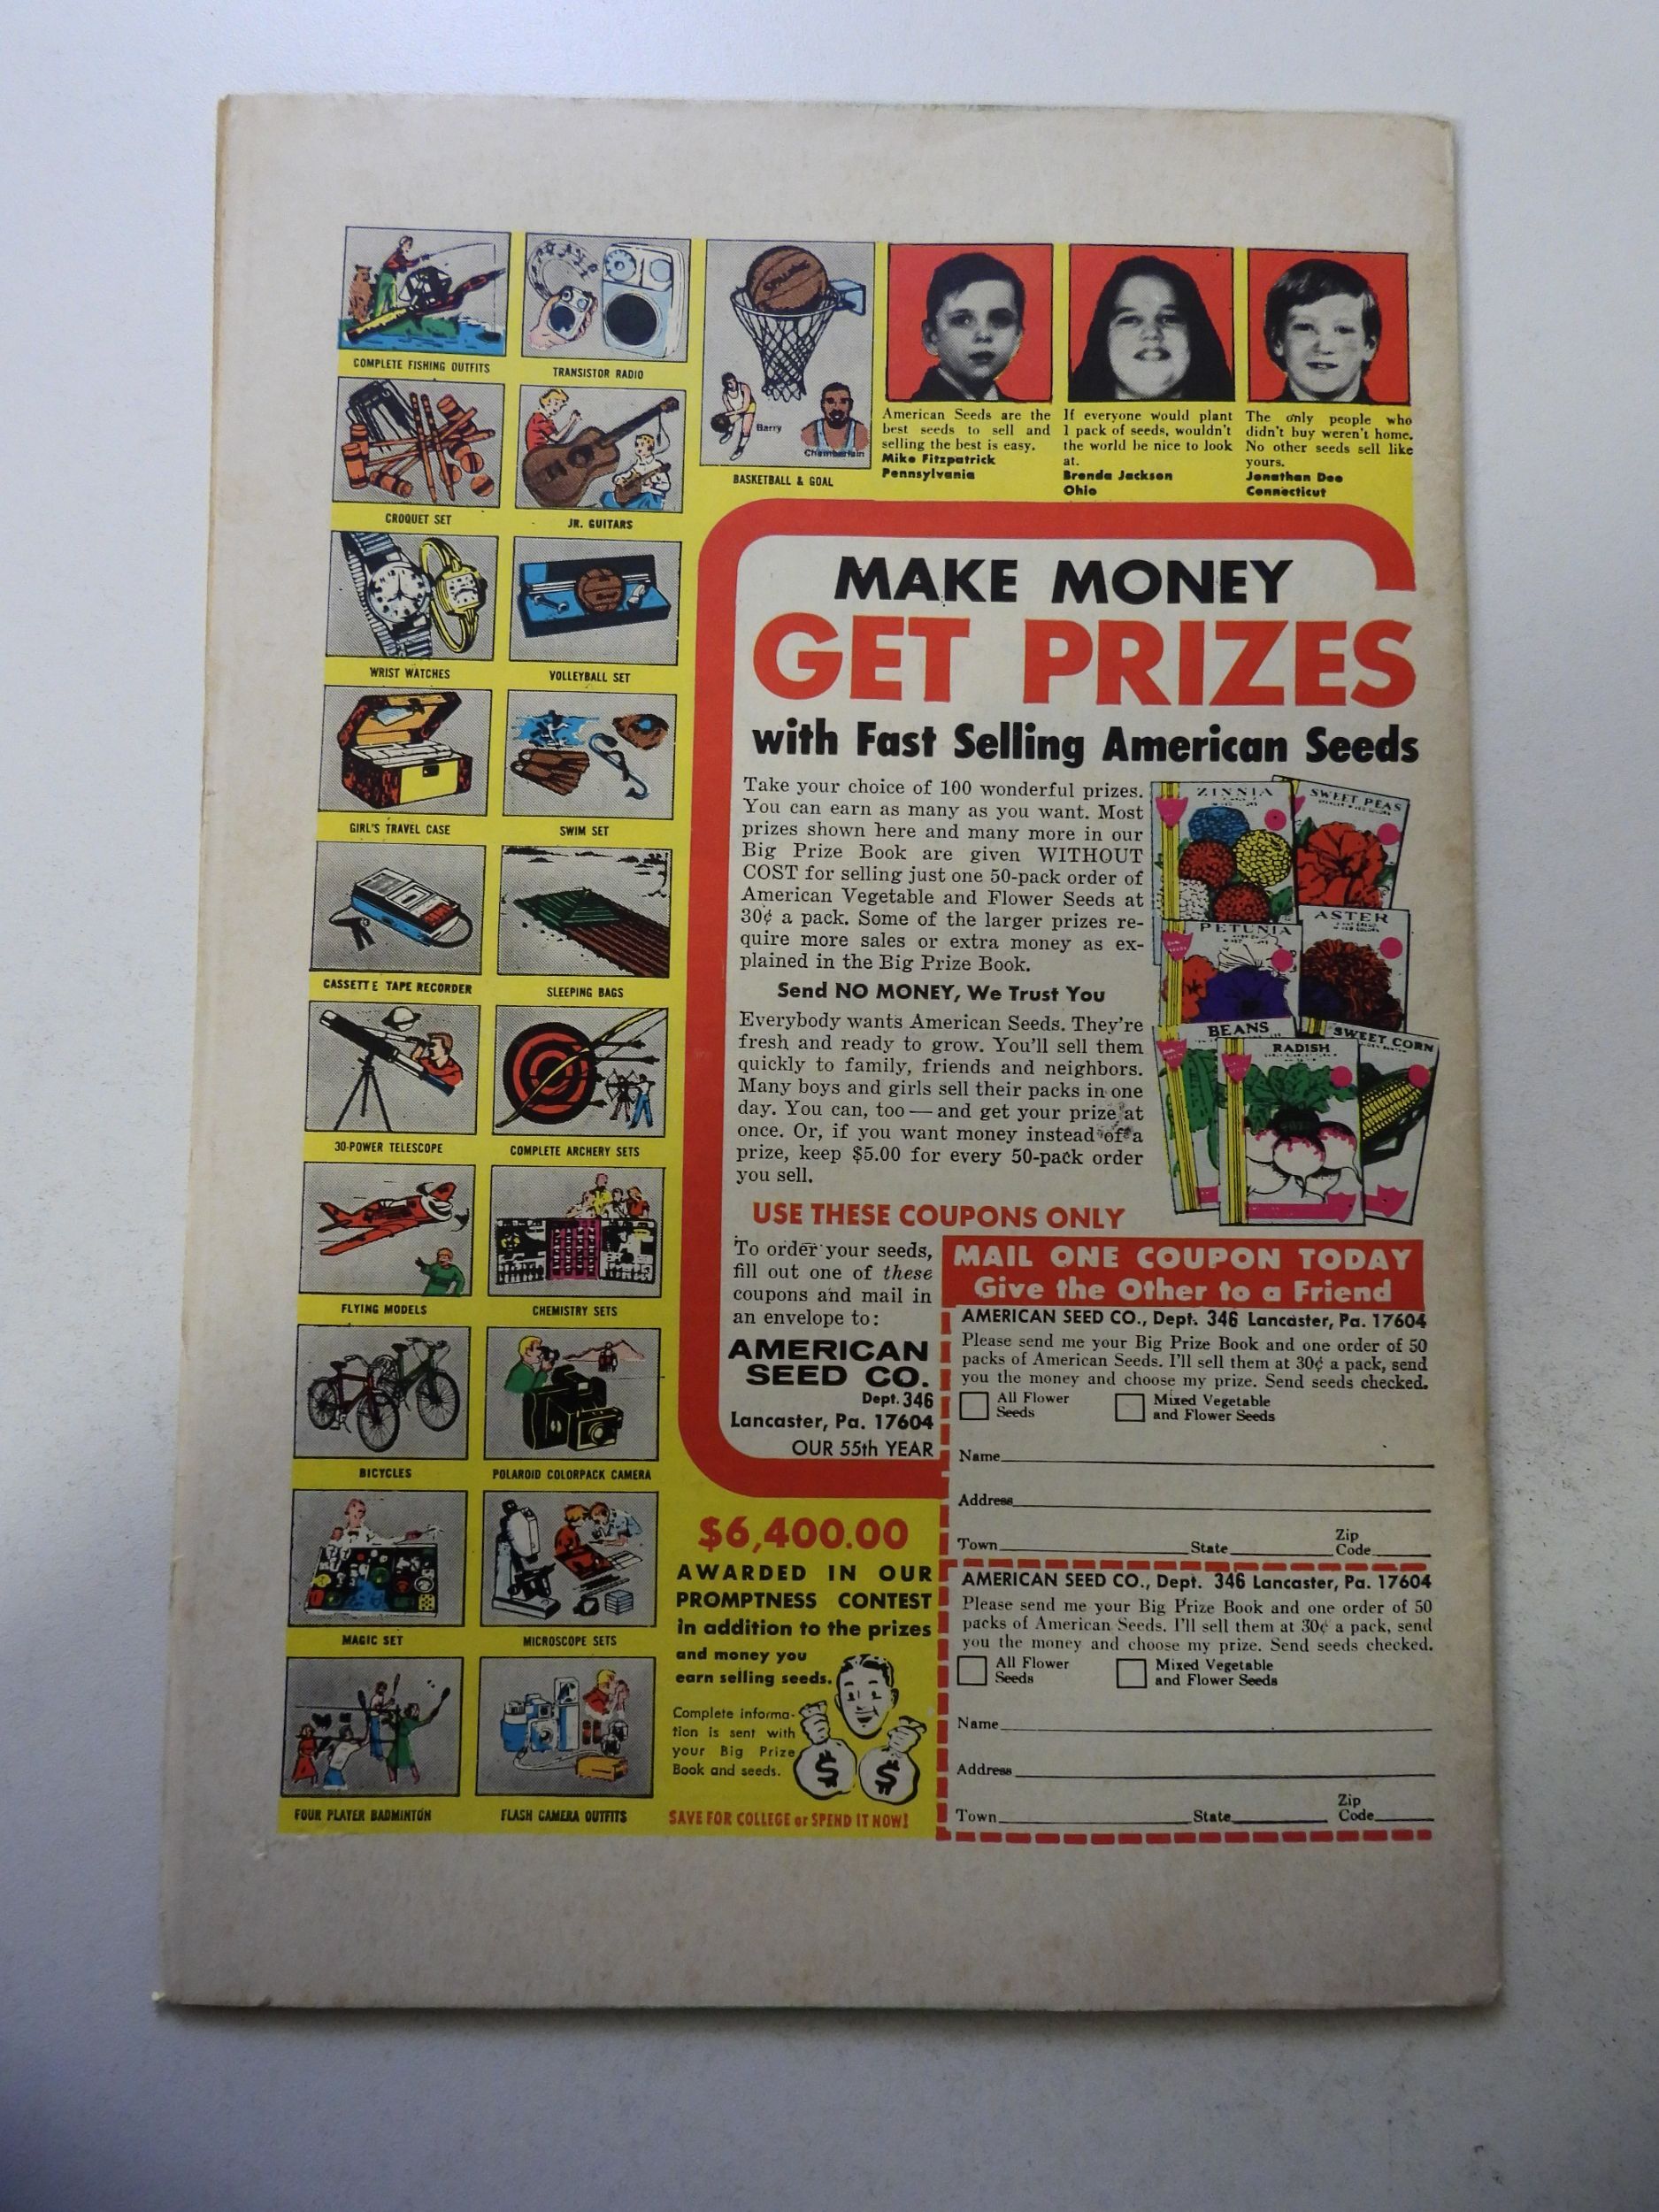 COMPLETE FISHING OUTFITS
TRANSISTOR RADIO
CROQUET SET
JR. GUITARS
WRIST WATCHES
VOLLEYBALL SET
GIRL'S TRAVEL CASE
SWIM SET
CASSETTE TAPE RECORDER
SLEEPING BAGS
30-POWER TELESCOPE
COMPLETE ARCHERY SETS
FLYING MODELS
CHEMISTRY SETS
BICYCLES
POLAROID COLORPACK CAMERA
MAGIC SET
MICROSCOPE SETS
FOUR PLAYER BADMINTON
FLASH CAMERA OUTFITS
Spalding
Barry
Chamberlain
BASKETBALL & GOAL
American Seeds are the
best seeds to sell and
selling the best is easy.
Mike Fitzpatrick
Pennsylvania
If everyone would plant
1 pack of seeds, wouldn't
the world be nice to look
at.
Brenda Jackson
Ohio
The only people who
didn't buy weren't home.
No other seeds sell like
yours.
Jonathan Dee
Connecticut
MAKE MONEY
GET PRIZES
with Fast Selling American Seeds
Take your choice of 100 wonderful prizes.
You can earn as many as you want. Most
prizes shown here and many more in our
Big Prize Book are given WITHOUT
COST for selling just one 50-pack order of
American Vegetable and Flower Seeds at
30¢ a pack. Some of the larger prizes re-
quire more sales or extra money as ex-
plained in the Big Prize Book.
Send NO MONEY, We Trust You
Everybody wants American Seeds. They're
fresh and ready to grow. You'll sell them
quickly to family, friends and neighbors.
Many boys and girls sell their packs in one
day. You can, too — and get your prize at
once. Or, if you want money instead of a
prize, keep $5.00 for every 50-pack order
you sell.
ZINNIA
SWEET PEAS
PETUNIA
ASTER
BEANS
RADISH
SWEET CORN
USE THESE COUPONS ONLY
To order your seeds,
fill out one of these
coupons and mail in
an envelope to:
AMERICAN
SEED CO.
Dept. 346
Lancaster, Pa. 17604
OUR 55th YEAR
$6,400.00
AWARDED IN OUR
PROMPTNESS CONTEST
in addition to the prizes
and money you
earn selling seeds.
Complete informa-
tion is sent with
your Big Prize
Book and seeds.
$ $
SAVE FOR COLLEGE or SPEND IT NOW!
MAIL ONE COUPON TODAY
Give the Other to a Friend
AMERICAN SEED CO., Dept. 346 Lancaster, Pa. 17604
Please send me your Big Prize Book and one order of 50
packs of American Seeds. I'll sell them at 30¢ a pack, send
you the money and choose my prize. Send seeds checked.
All Flower Seeds
Mixed Vegetable and Flower Seeds
Name
Address
Town State Zip Code
AMERICAN SEED CO., Dept. 346 Lancaster, Pa. 17604
Please send me your Big Prize Book and one order of 50
packs of American Seeds. I'll sell them at 30¢ a pack, send
you the money and choose my prize. Send seeds checked.
All Flower Seeds
Mixed Vegetable and Flower Seeds
Name
Address
Town State Zip Code